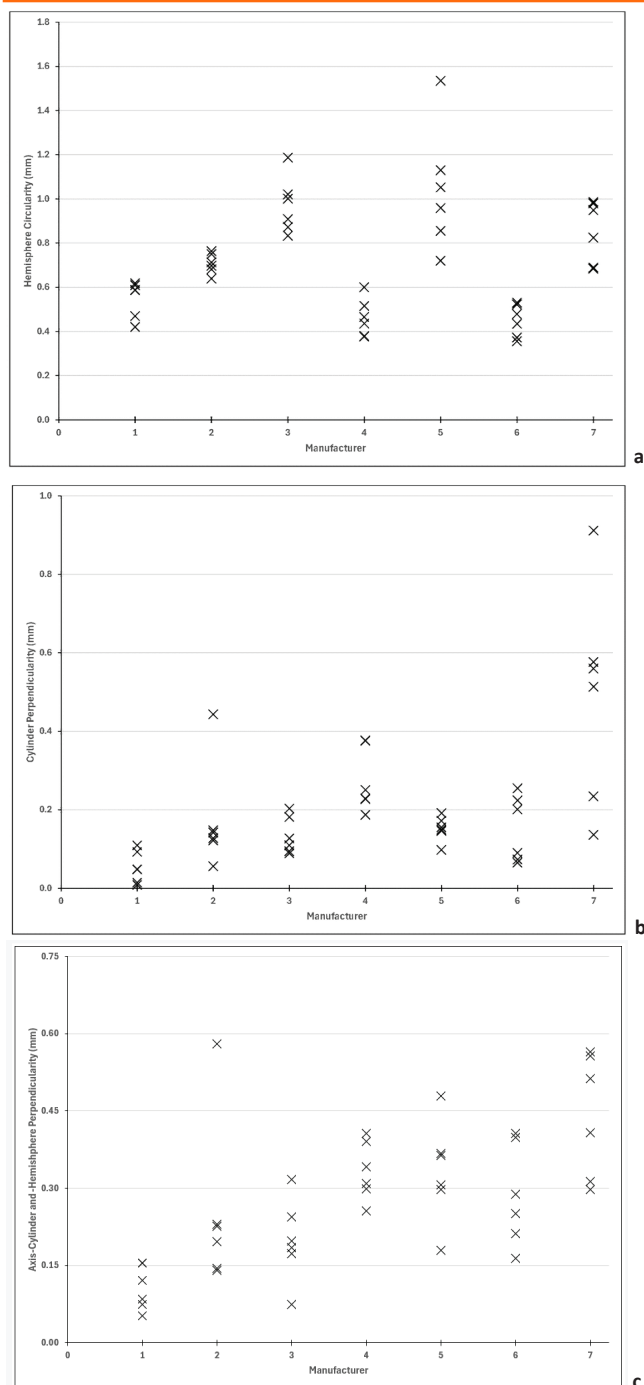 1.8
1.6
1.4
1.2
1.0
0.8
0.6
0.4
0.2
0.0
Hemisphere Circularity (mm)
0 1 2 3 4 5 6 7
Manufacturer
a
1.0
0.8
0.6
0.4
0.2
0.0
Cylinder Perpendicularity (mm)
0 1 2 3 4 5 6 7
Manufacturer
b
0.75
0.60
0.45
0.30
0.15
0.00
Axis-Cylinder and -Hemishphere Perpendicularity (mm)
0 1 2 3 4 5 6 7
Manufacturer
c